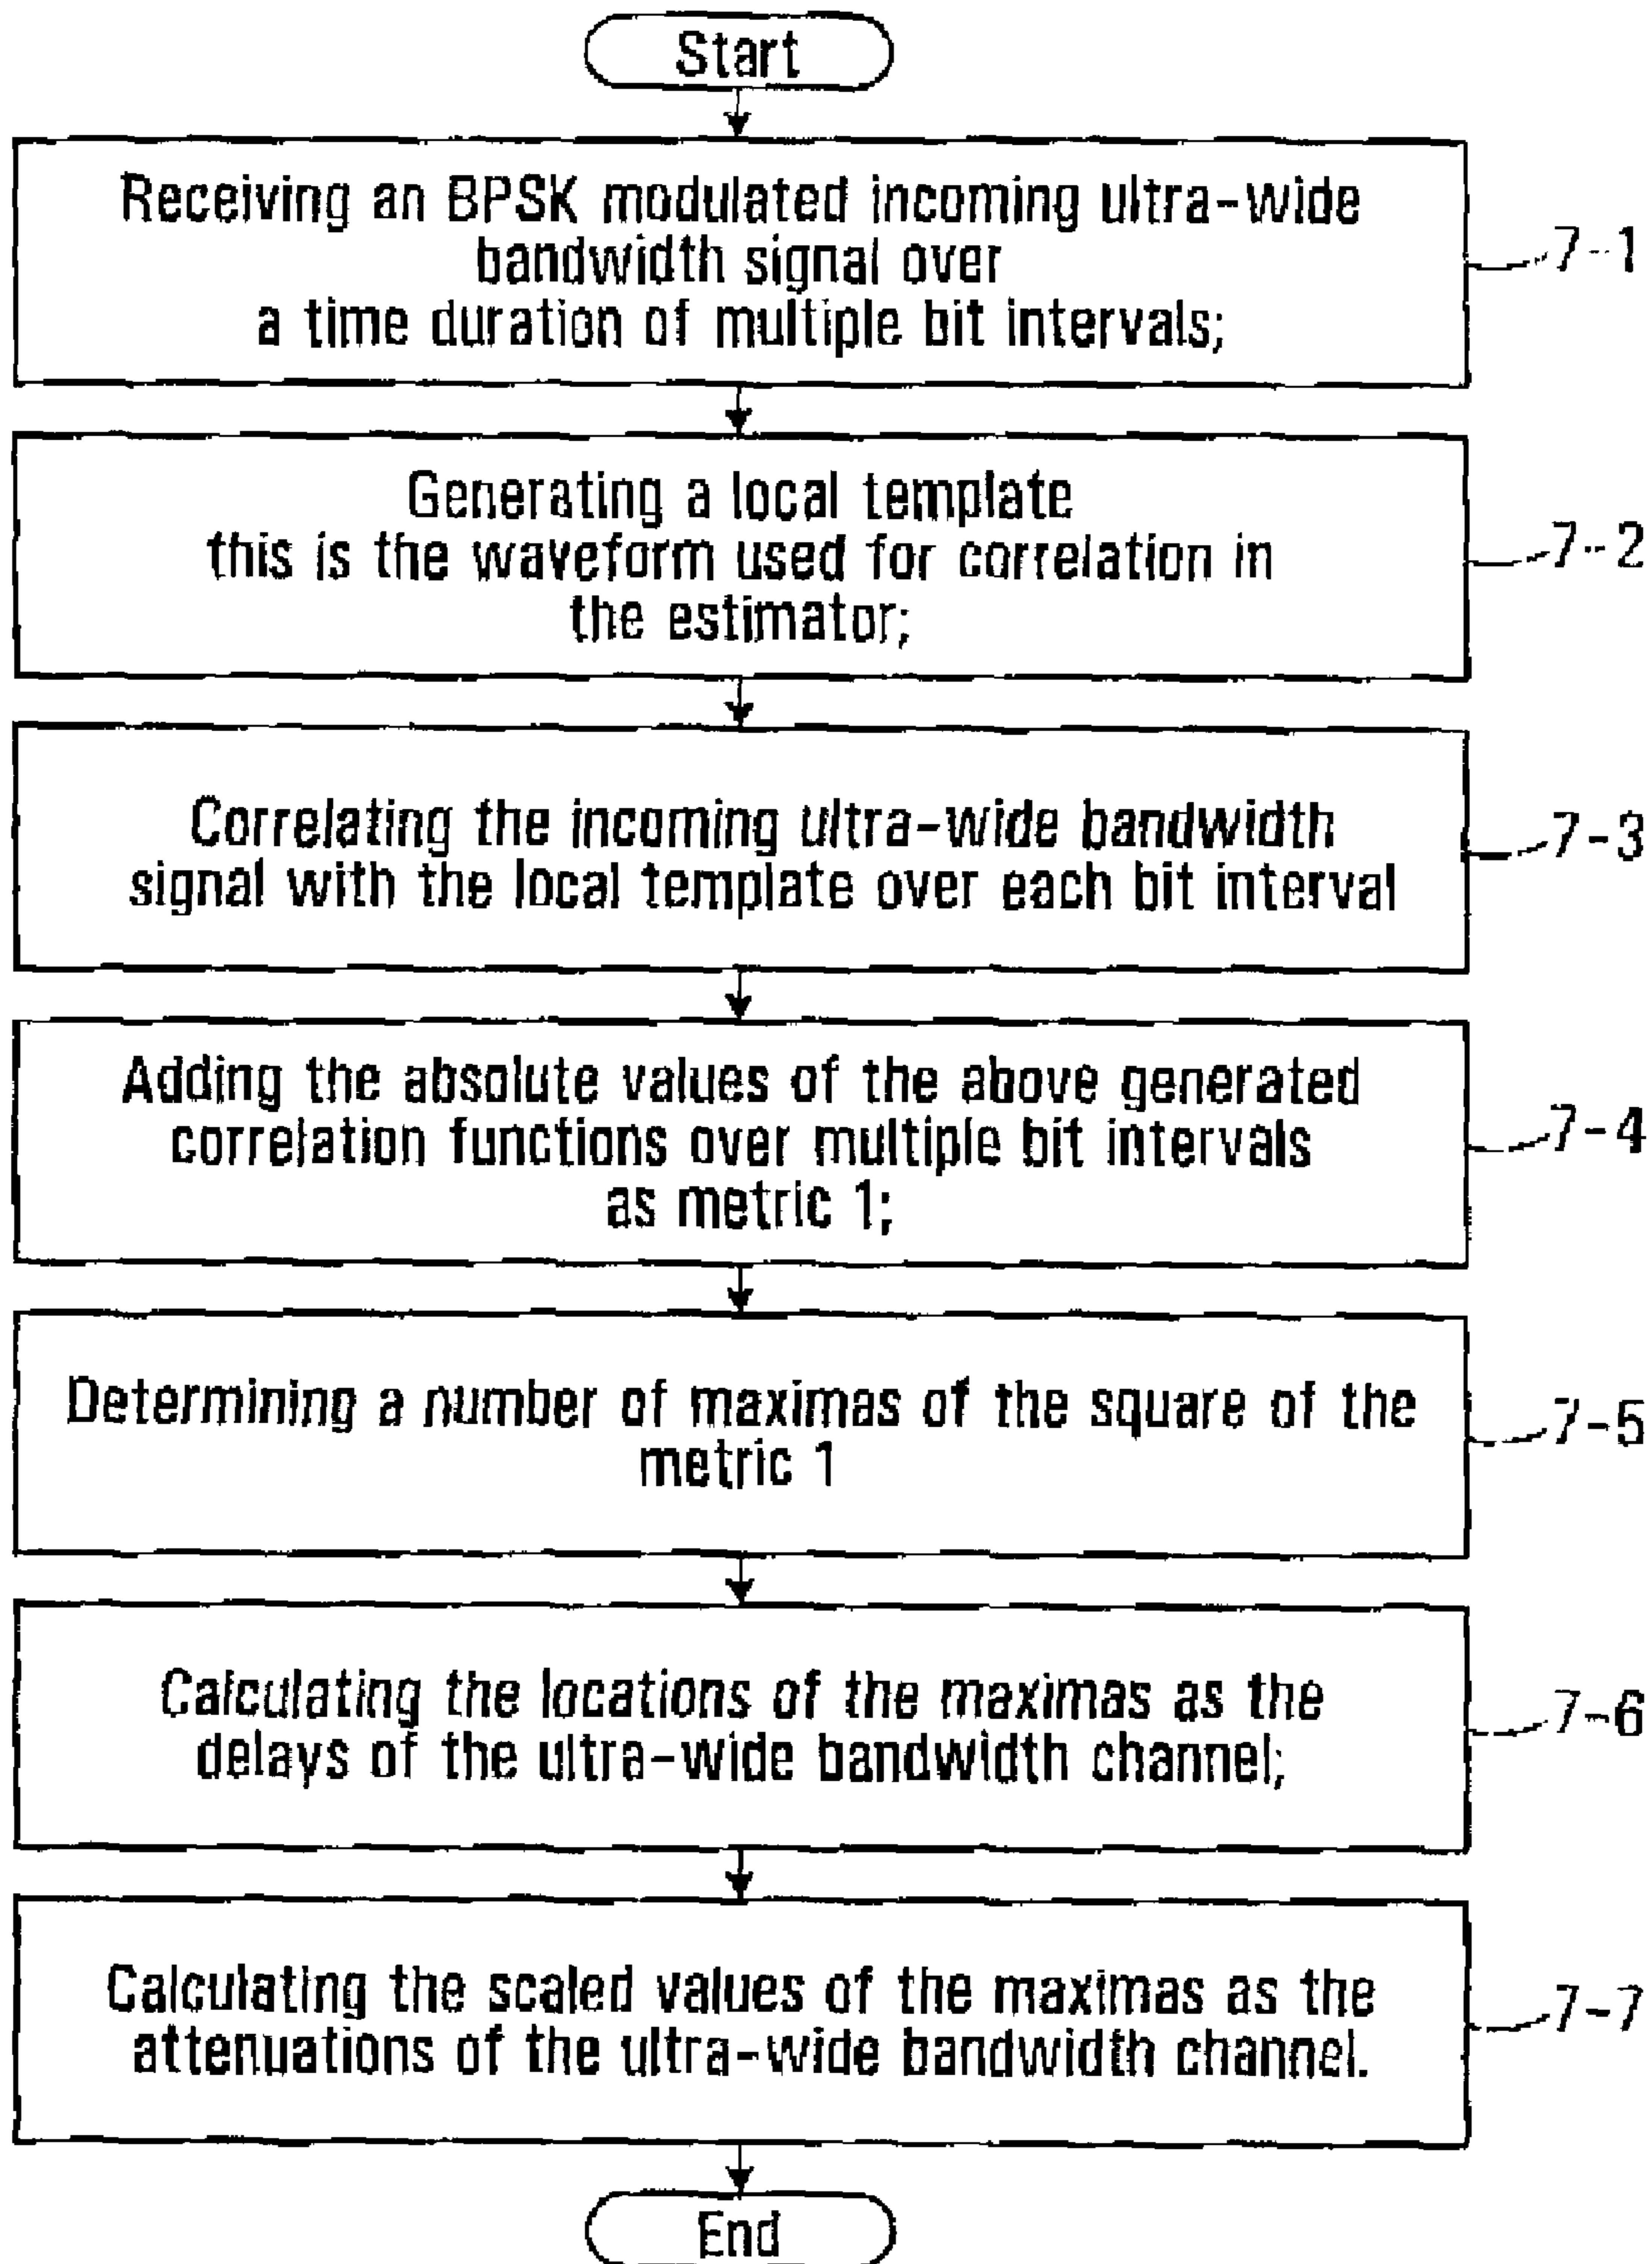 Start
Receiving an BPSK modulated incoming ultra-wide
bandwidth signal over
a time duration of multiple bit intervals;
7-1
Generating a local template
this is the waveform used for correlation in
the estimator;
7-2
Correlating the incoming ultra-wide bandwidth
signal with the local template over each bit interval
7-3
Adding the absolute values of the above generated
correlation functions over multiple bit intervals
as metric 1;
7-4
Determining a number of maximas of the square of the
metric 1
7-5
Calculating the locations of the maximas as the
delays of the ultra-wide bandwidth channel;
7-6
Calculating the scaled values of the maximas as the
attenuations of the ultra-wide bandwidth channel.
7-7
End